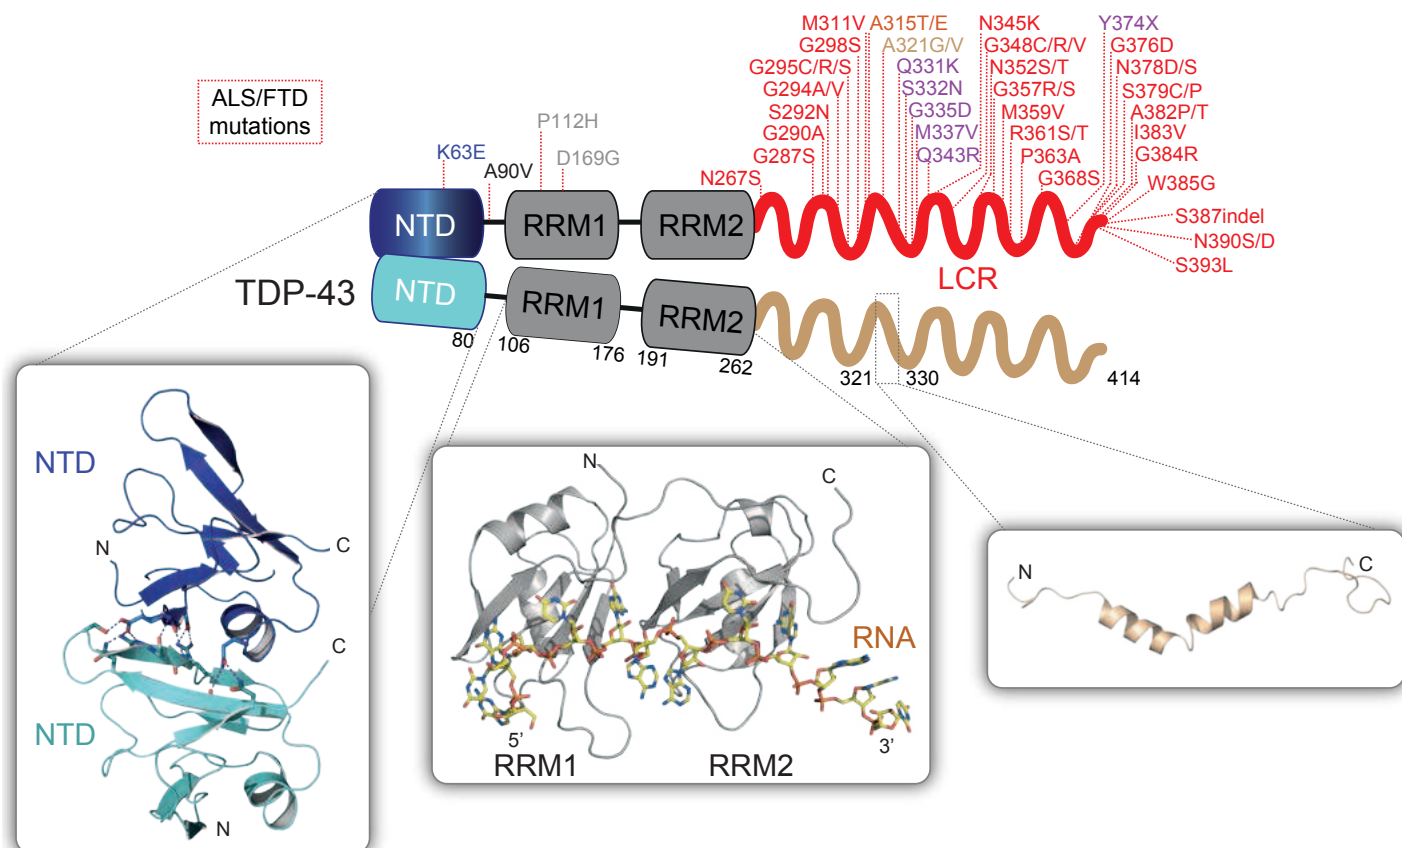 M311V A315T/E N345K Y374X
G298S A321G/V G348C/R/V G376D
G295C/R/S Q331K N352S/T N378D/S
G294A/V S332N G357R/S S379C/P
S292N G335D M359V A382P/T
G290A M337V R361S/T I383V
G287S Q343R P363A G384R
N267S G368S W385G
S387indel
N390S/D
S393L
ALS/FTD
mutations
P112H
K63E A90V D169G
NTD RRM1 RRM2
LCR
TDP-43 NTD RRM1 RRM2
80 106 176 191 262 321 330 414
NTD
N C
C
NTD
N
N C
RNA
5' 3'
RRM1 RRM2
N C